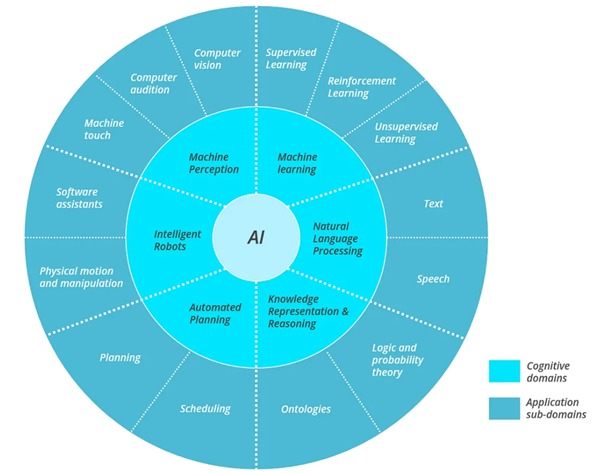 Computer
vision
Supervised
Learning
Computer
audition
Reinforcement
Learning
Machine
touch
Unsupervised
Learning
Machine
Perception
Machine
learning
Software
assistants
Text
Intelligent
Robots
AI
Natural
Language
Processing
Physical motion
and manipulation
Speech
Automated
Planning
Knowledge
Representation &
Reasoning
Planning
Logic and
probability
theory
Scheduling
Ontologies
Cognitive
domains
Application
sub-domains